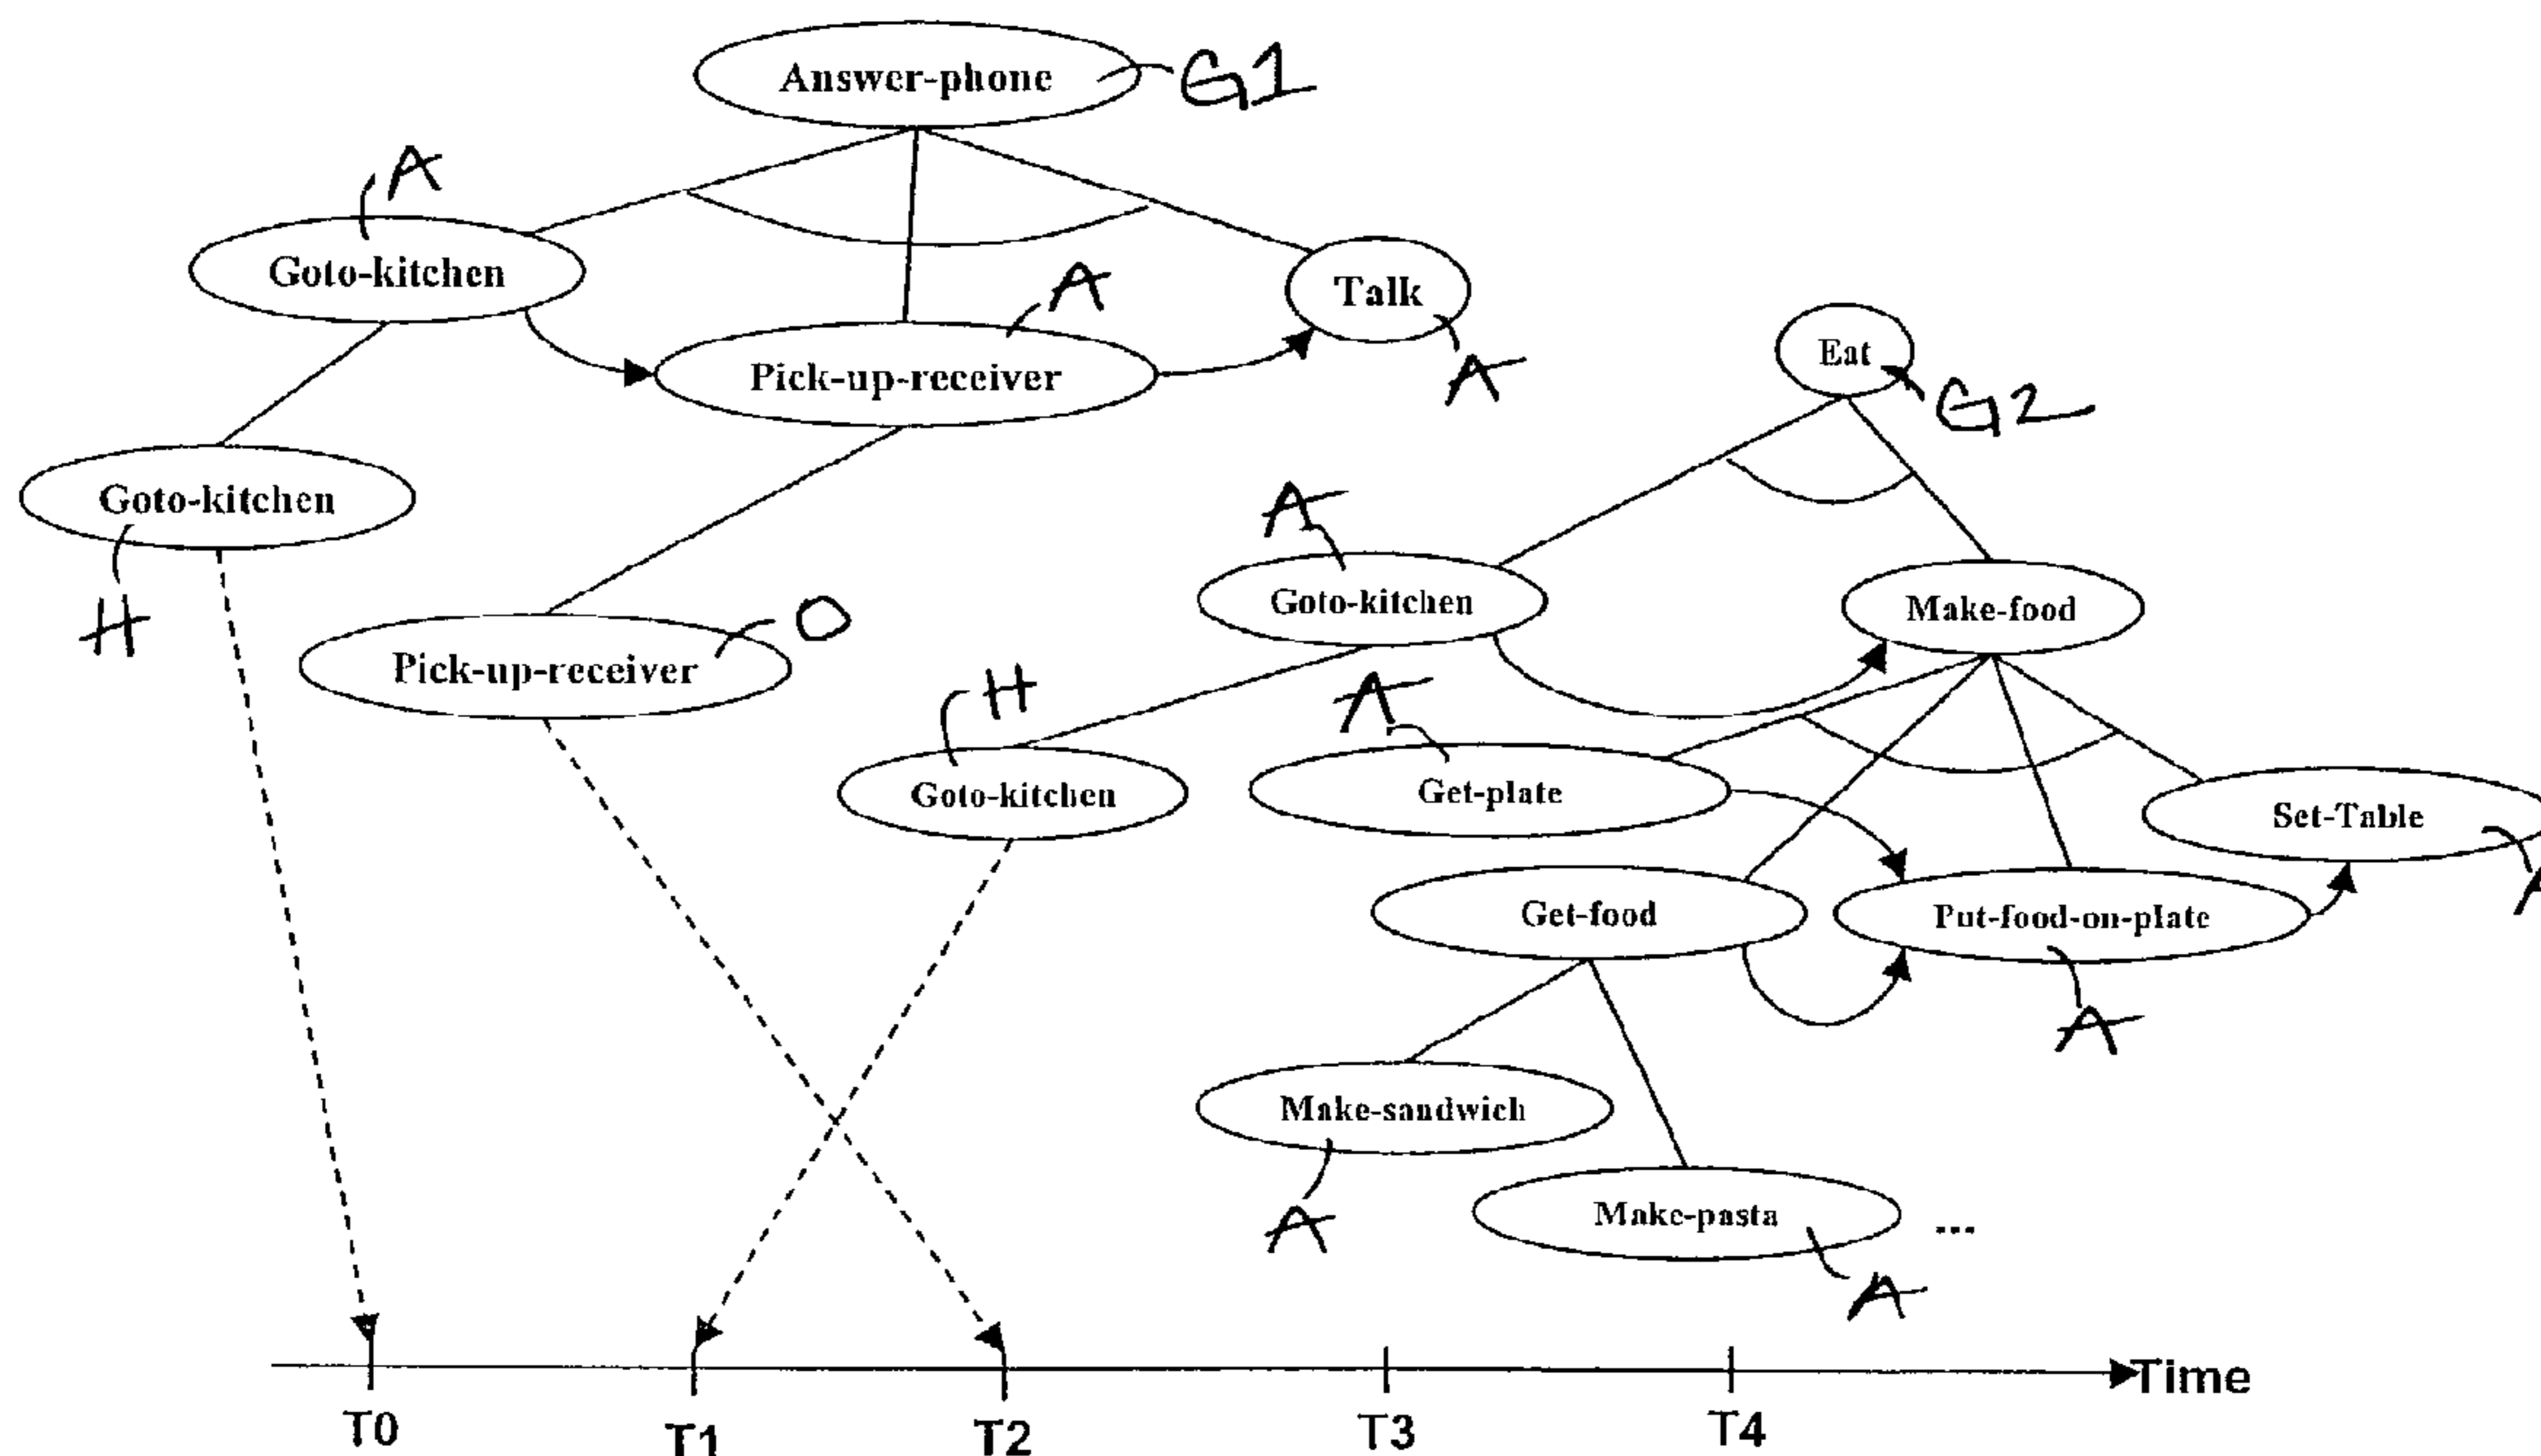 Answer-phone
G1
A
Goto-kitchen
A
Talk
Pick-up-receiver
A
Eat
G2
Goto-kitchen
A
H
Goto-kitchen
Make-food
O
Pick-up-receiver
H
A
Goto-kitchen
Get-plate
Set-Table
A
Get-food
Put-food-on-plate
A
Make-sandwich
A
Make-pasta
...
A
Time
T0
T1
T2
T3
T4